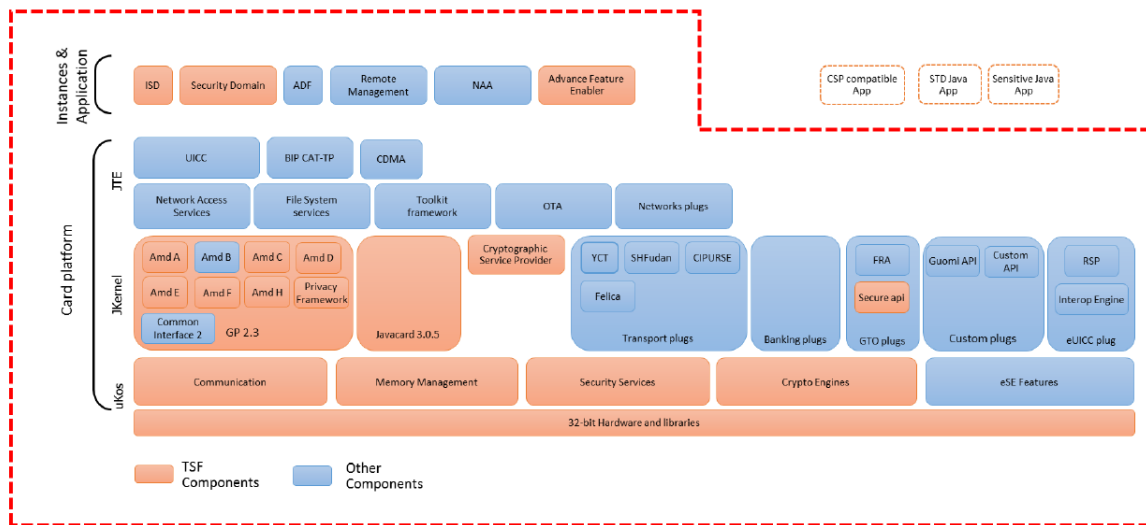 Instances &
Application
ISD
Security Domain
ADF
Remote
Management
NAA
Advance Feature
Enabler
CSP compatible
App
STD Java
App
Sensitive Java
App
Card platform
JTE
UICC
BIP CAT-TP
CDMA
Network Access
Services
File System
services
Toolkit
framework
OTA
Networks plugs
JKernel
Amd A
Amd B
Amd C
Amd D
Amd E
Amd F
Amd H
Privacy
Framework
Common
Interface 2
GP 2.3
Javacard 3.0.5
Cryptographic
Service Provider
YCT
SHFudan
CIPURSE
Felica
Transport plugs
Banking plugs
FRA
Secure api
GTO plugs
Guomi API
Custom
API
Custom plugs
RSP
Interop Engine
eUICC plug
uKos
Communication
Memory Management
Security Services
Crypto Engines
eSE Features
32-bit Hardware and libraries
TSF
Components
Other
Components